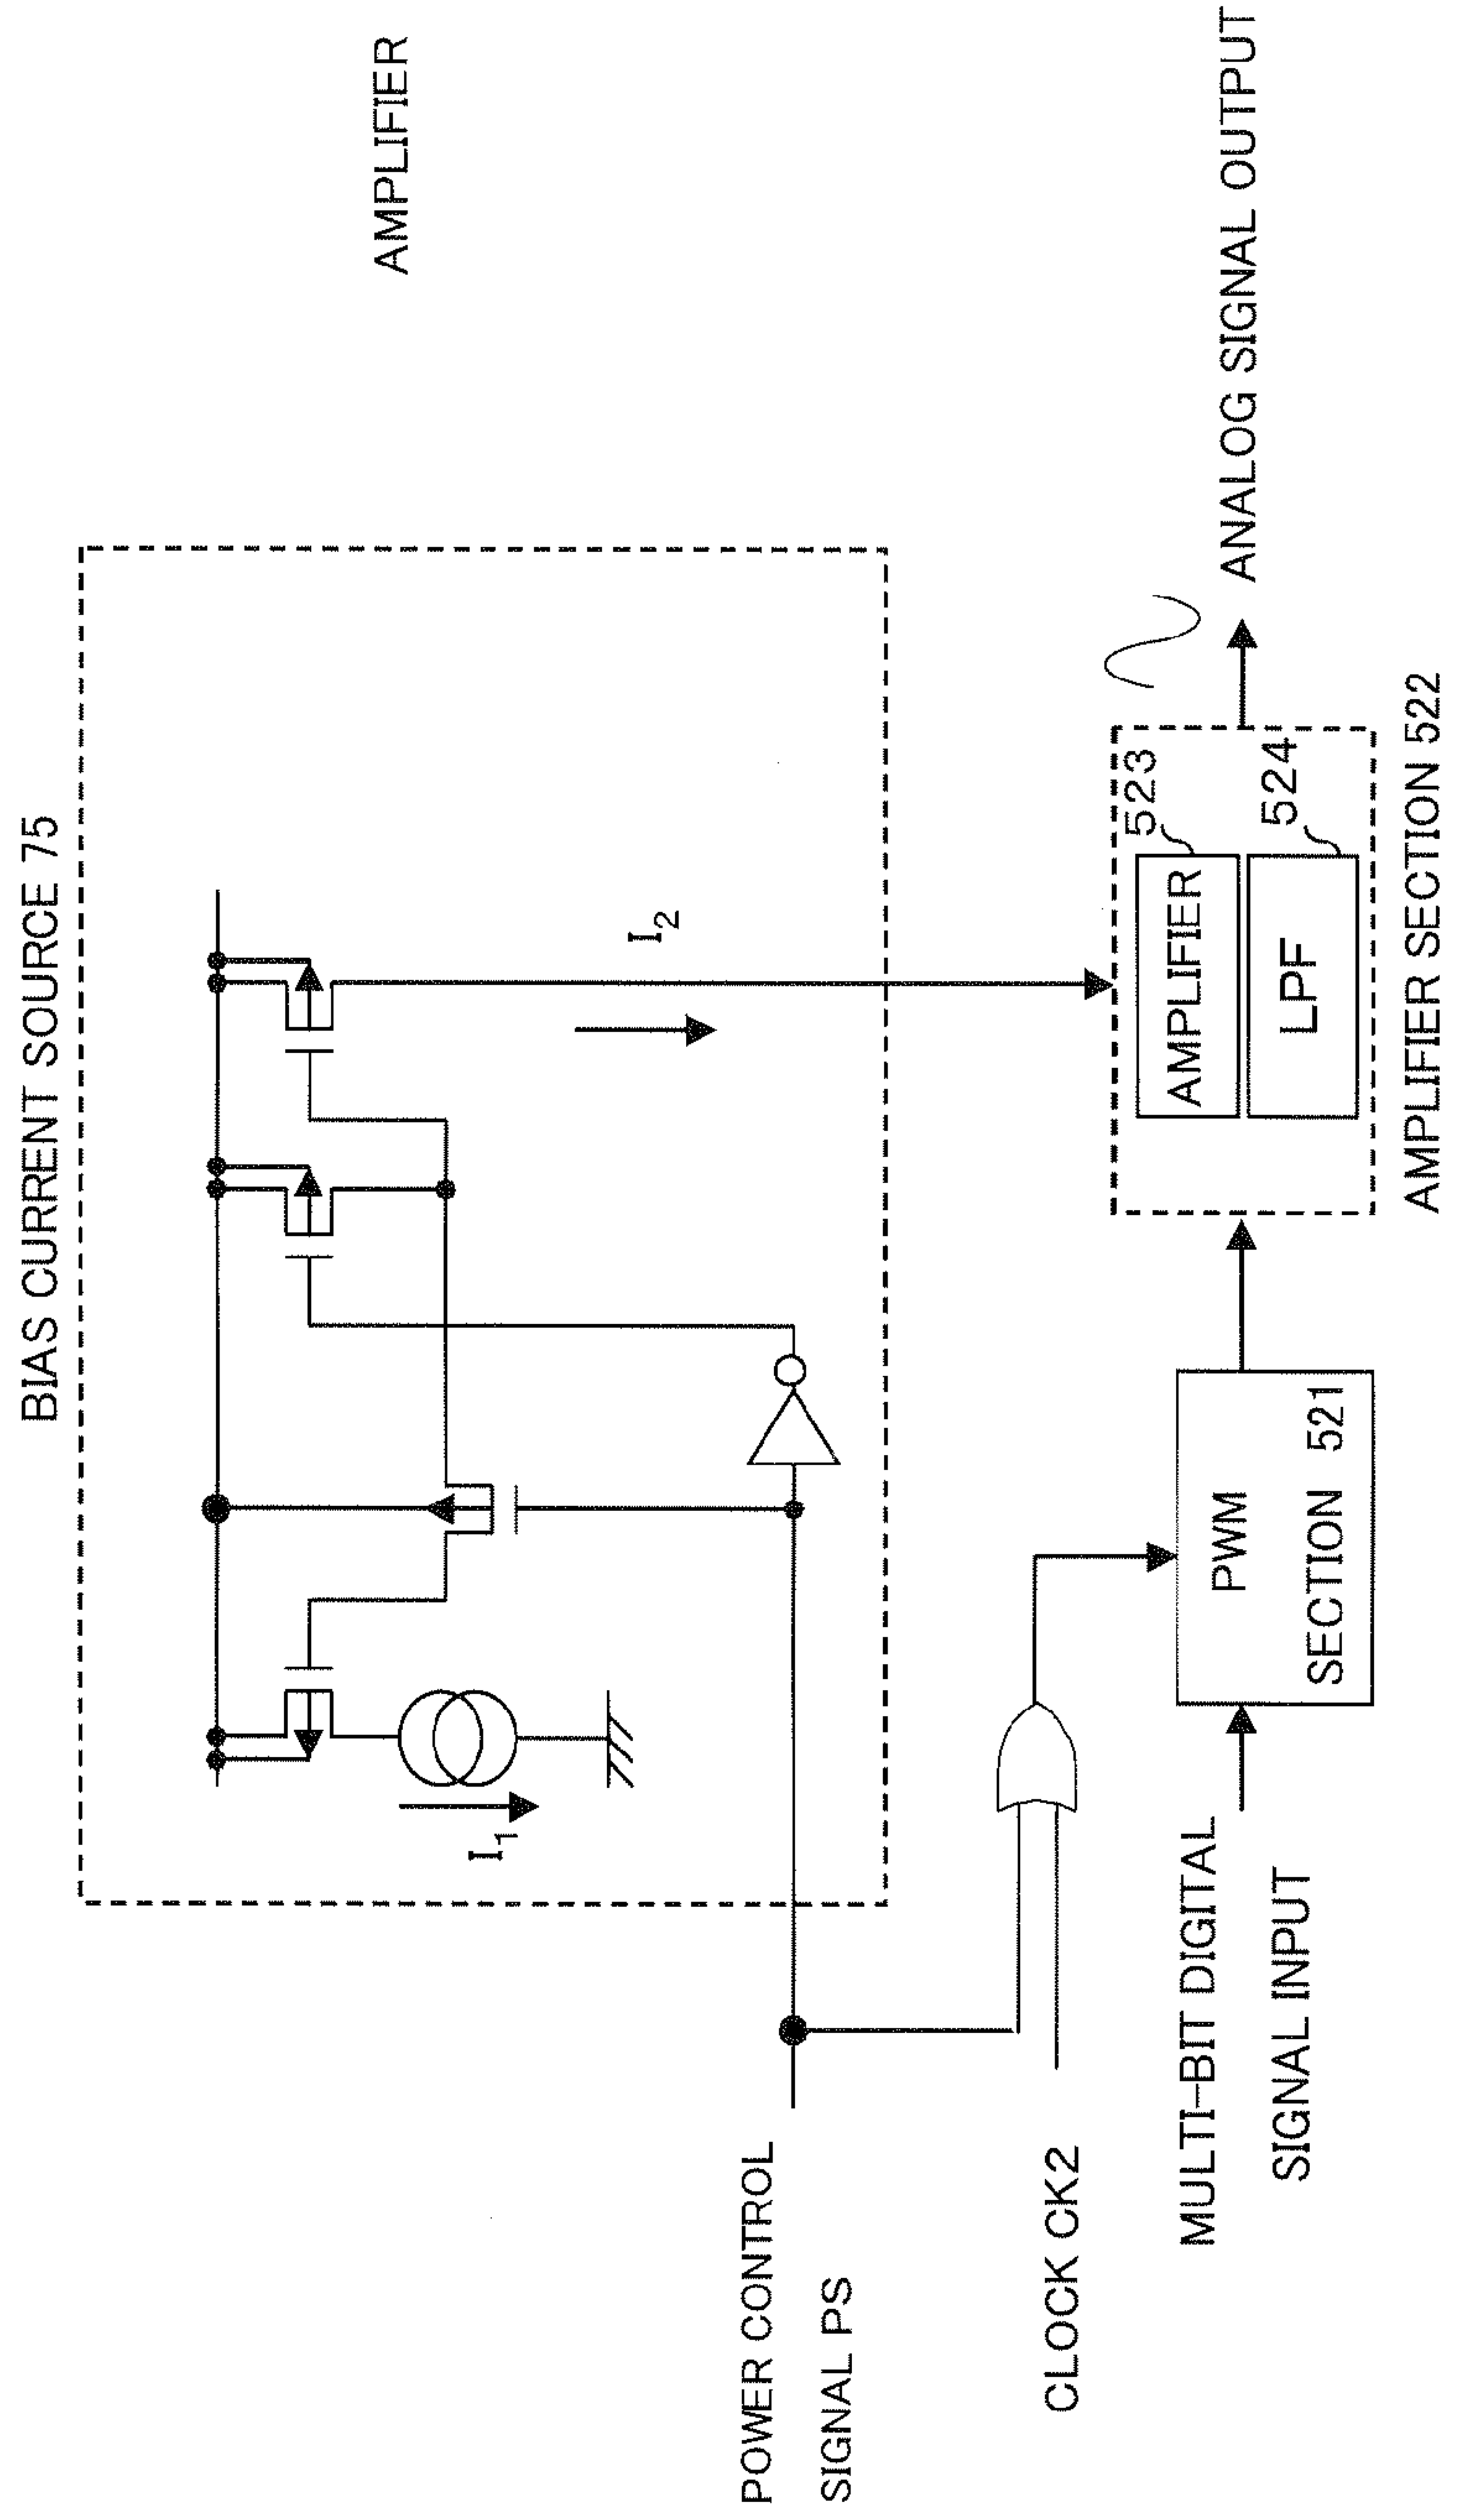 BIAS CURRENT SOURCE 75
AMPLIFIER
I1
I2
POWER CONTROL
SIGNAL PS
CLOCK CK2
MULTI-BIT DIGITAL
SIGNAL INPUT
PWM
SECTION 521
AMPLIFIER
523
LPF
524
AMPLIFIER SECTION 522
ANALOG SIGNAL OUTPUT